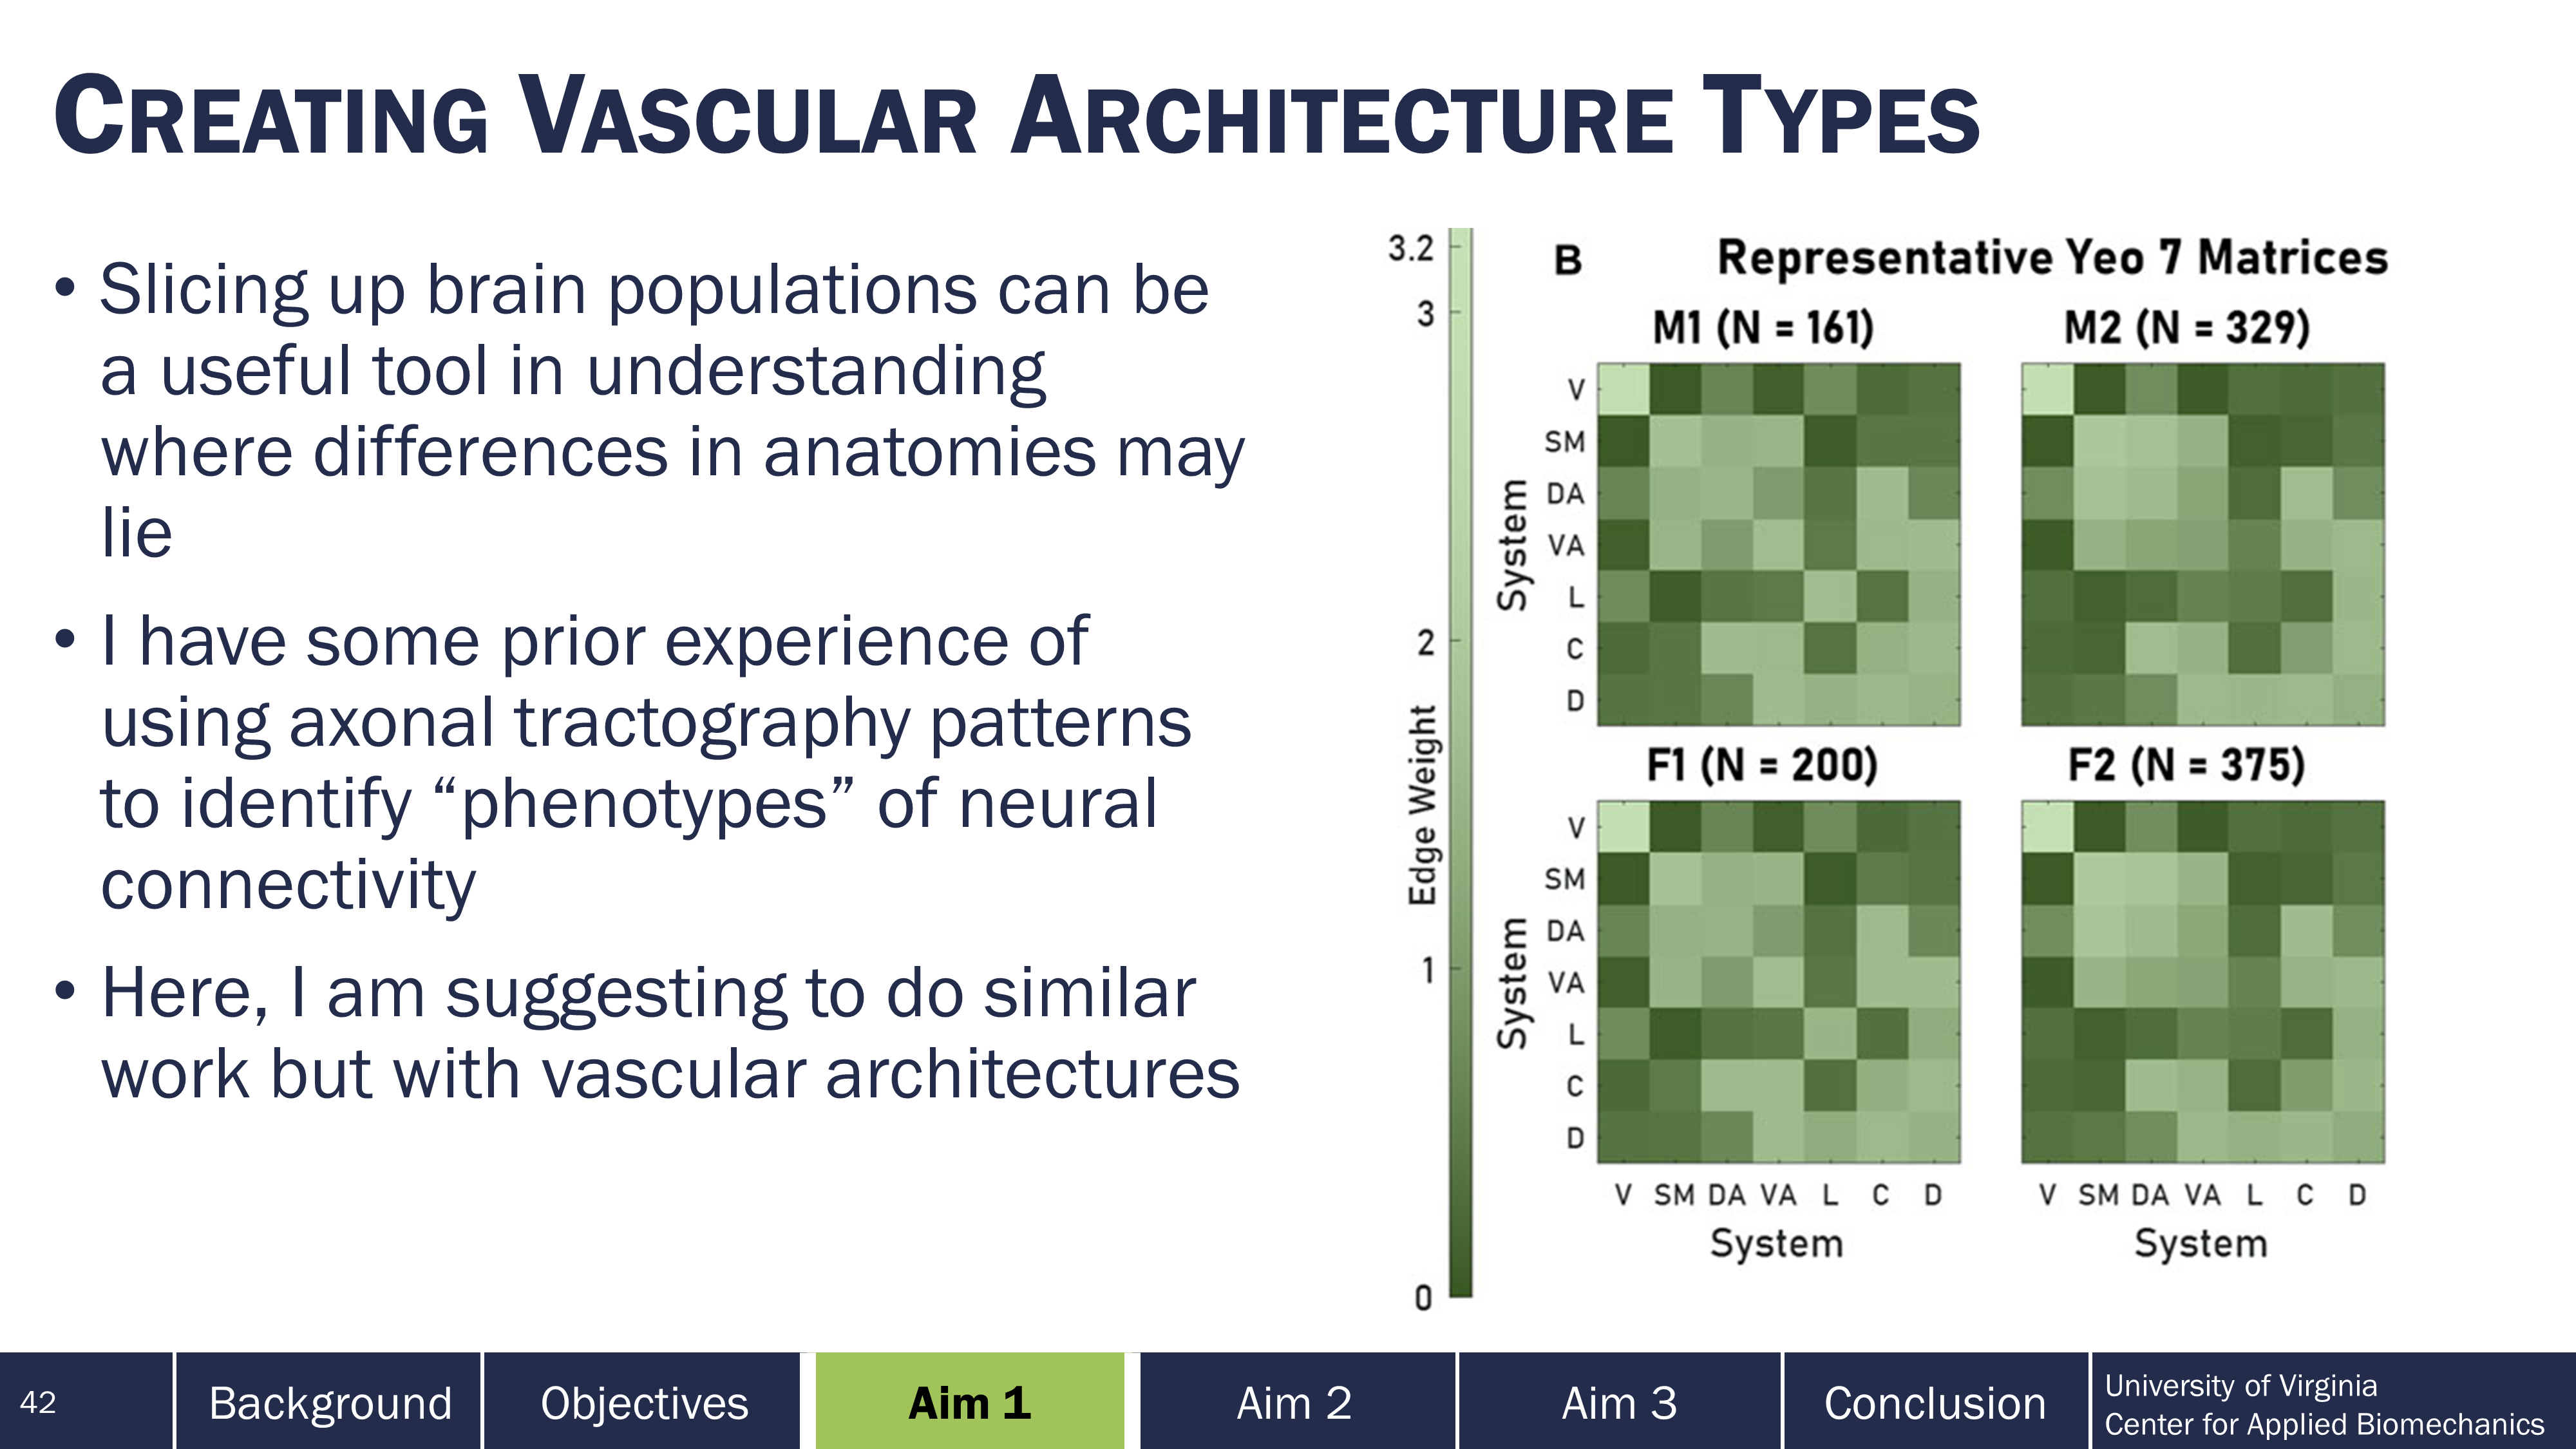 CREATING VASCULAR ARCHITECTURE TYPES
• Slicing up brain populations can be
a useful tool in understanding
where differences in anatomies may
lie
• I have some prior experience of
using axonal tractography patterns
to identify “phenotypes” of neural
connectivity
• Here, I am suggesting to do similar
work but with vascular architectures
3.2
3
2
1
0
Edge Weight
B Representative Yeo 7 Matrices
M1 (N = 161) M2 (N = 329)
System
V
SM
DA
VA
L
C
D
F1 (N = 200) F2 (N = 375)
System
V
SM
DA
VA
L
C
D
V SM DA VA L C D V SM DA VA L C D
System System
42 Background Objectives Aim 1 Aim 2 Aim 3 Conclusion
University of Virginia
Center for Applied Biomechanics